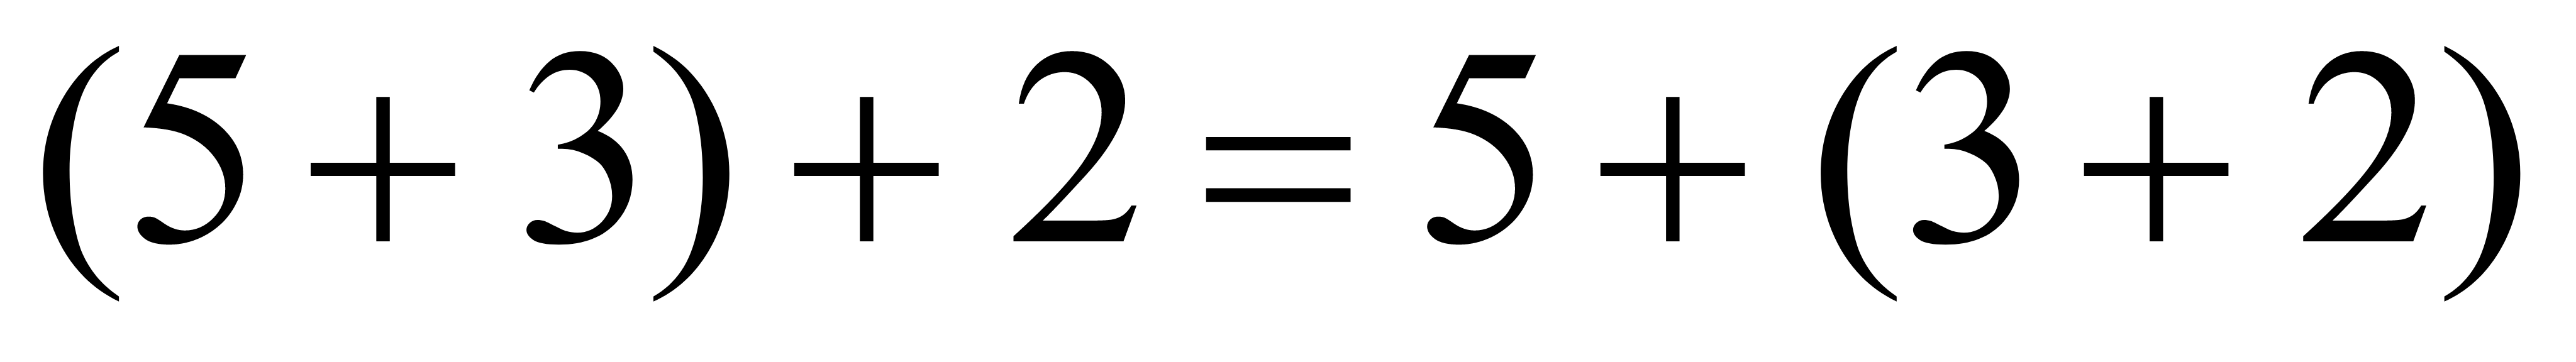 (5 + 3) + 2 = 5 + (3 + 2)